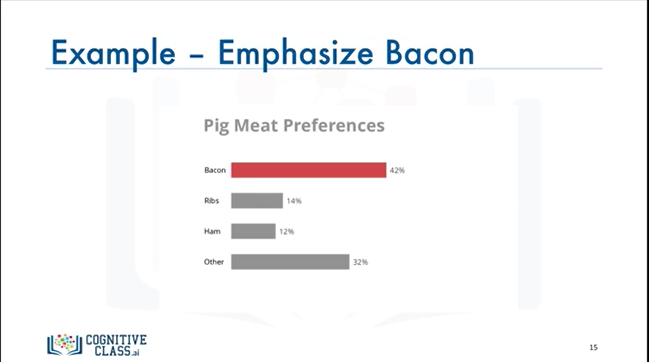 Example – Emphasize Bacon
Pig Meat Preferences
Bacon 42%
Ribs 14%
Ham 12%
Other 32%
COGNITIVE
CLASS.ai
15